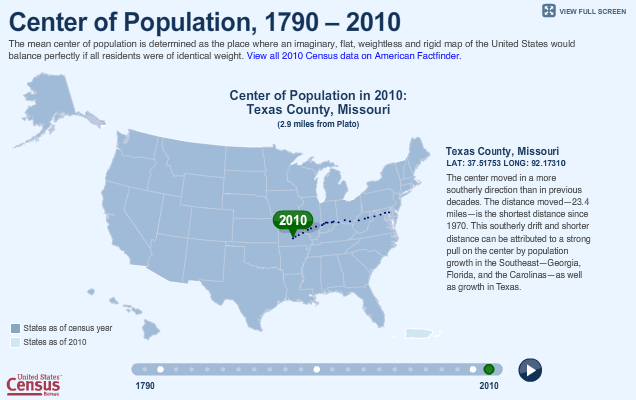 Center of Population, 1790 – 2010
VIEW FULL SCREEN
The mean center of population is determined as the place where an imaginary, flat, weightless and rigid map of the United States would
balance perfectly if all residents were of identical weight. View all 2010 Census data on American Factfinder.
Center of Population in 2010:
Texas County, Missouri
(2.9 miles from Plato)
Texas County, Missouri
LAT: 37.51753 LONG: 92.17310
The center moved in a more
southerly direction than in previous
decades. The distance moved—23.4
miles—is the shortest distance since
1970. This southerly drift and shorter
distance can be attributed to a strong
pull on the center by population
growth in the Southeast—Georgia,
Florida, and the Carolinas—as well
as growth in Texas.
2010
States as of census year
States as of 2010
United States
Census
Bureau
1790
2010